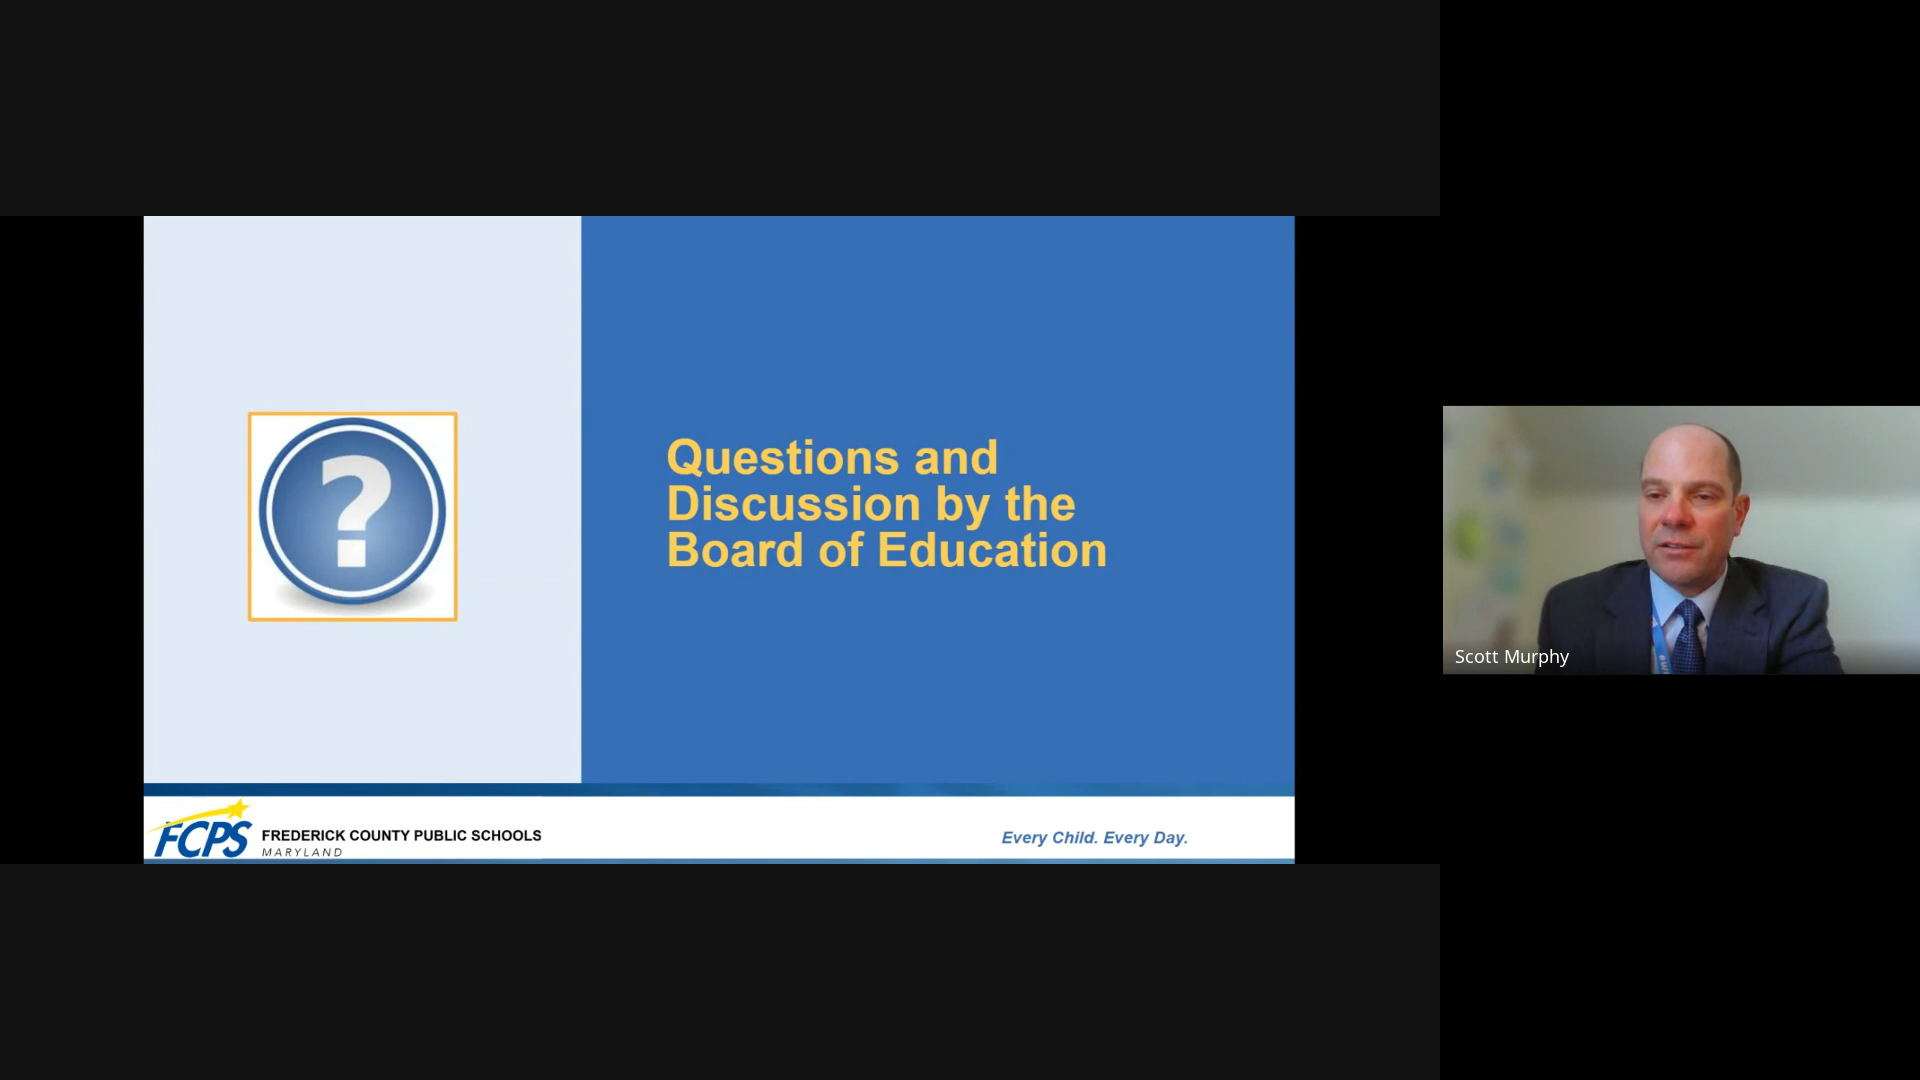 ?
Questions and
Discussion by the
Board of Education
FCPS
FREDERICK COUNTY PUBLIC SCHOOLS
MARYLAND
Every Child. Every Day.
Scott Murphy